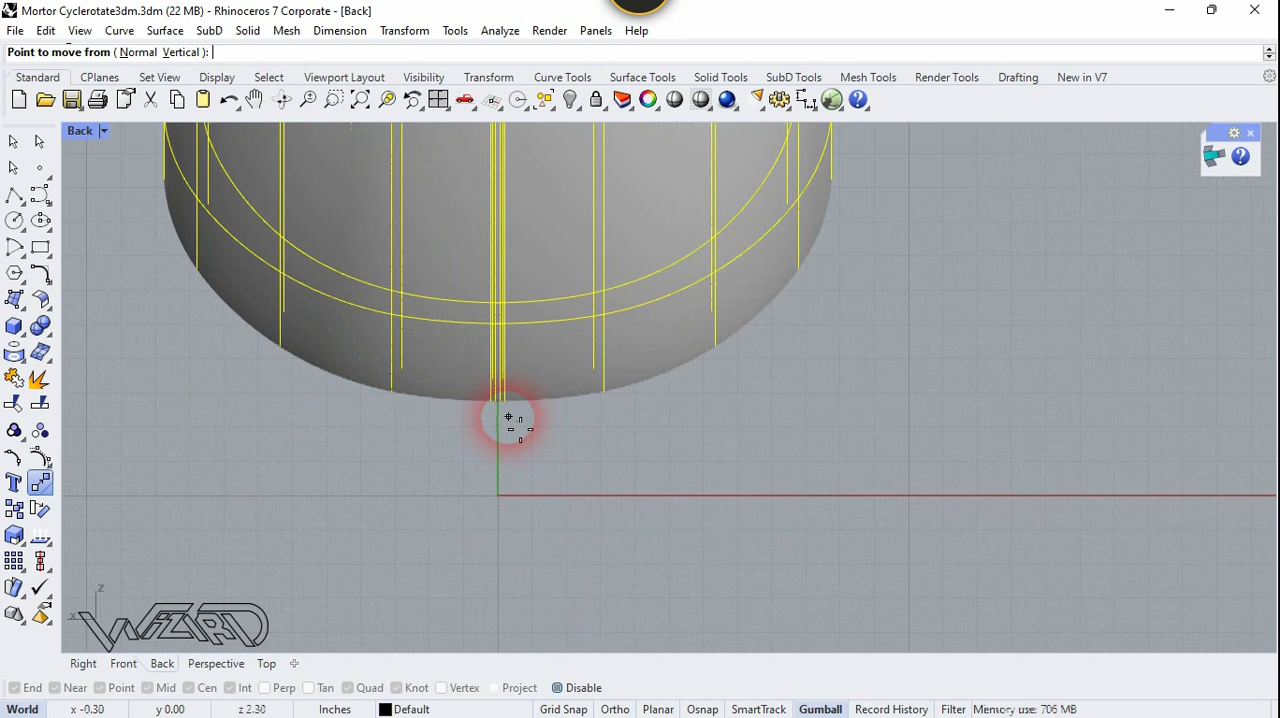 Mortor Cyclerotate3dm.3dm (22 MB) - Rhinoceros 7 Corporate - [Back]
File Edit View Curve Surface SubD Solid Mesh Dimension Transform Tools Analyze Render Panels Help
Point to move from ( Normal Vertical ):
Standard CPlanes Set View Display Select Viewport Layout Visibility Transform Curve Tools Surface Tools Solid Tools SubD Tools Mesh Tools Render Tools Drafting New in V7
Back
z
x
WIZARD
Right Front Back Perspective Top
End Near Point Mid Cen Int Perp Tan Quad Knot Vertex Project Disable
World x -0.30 y 0.00 z 2.30 Inches Default Grid Snap Ortho Planar Osnap SmartTrack Gumball Record History Filter Memory use: 706 MB